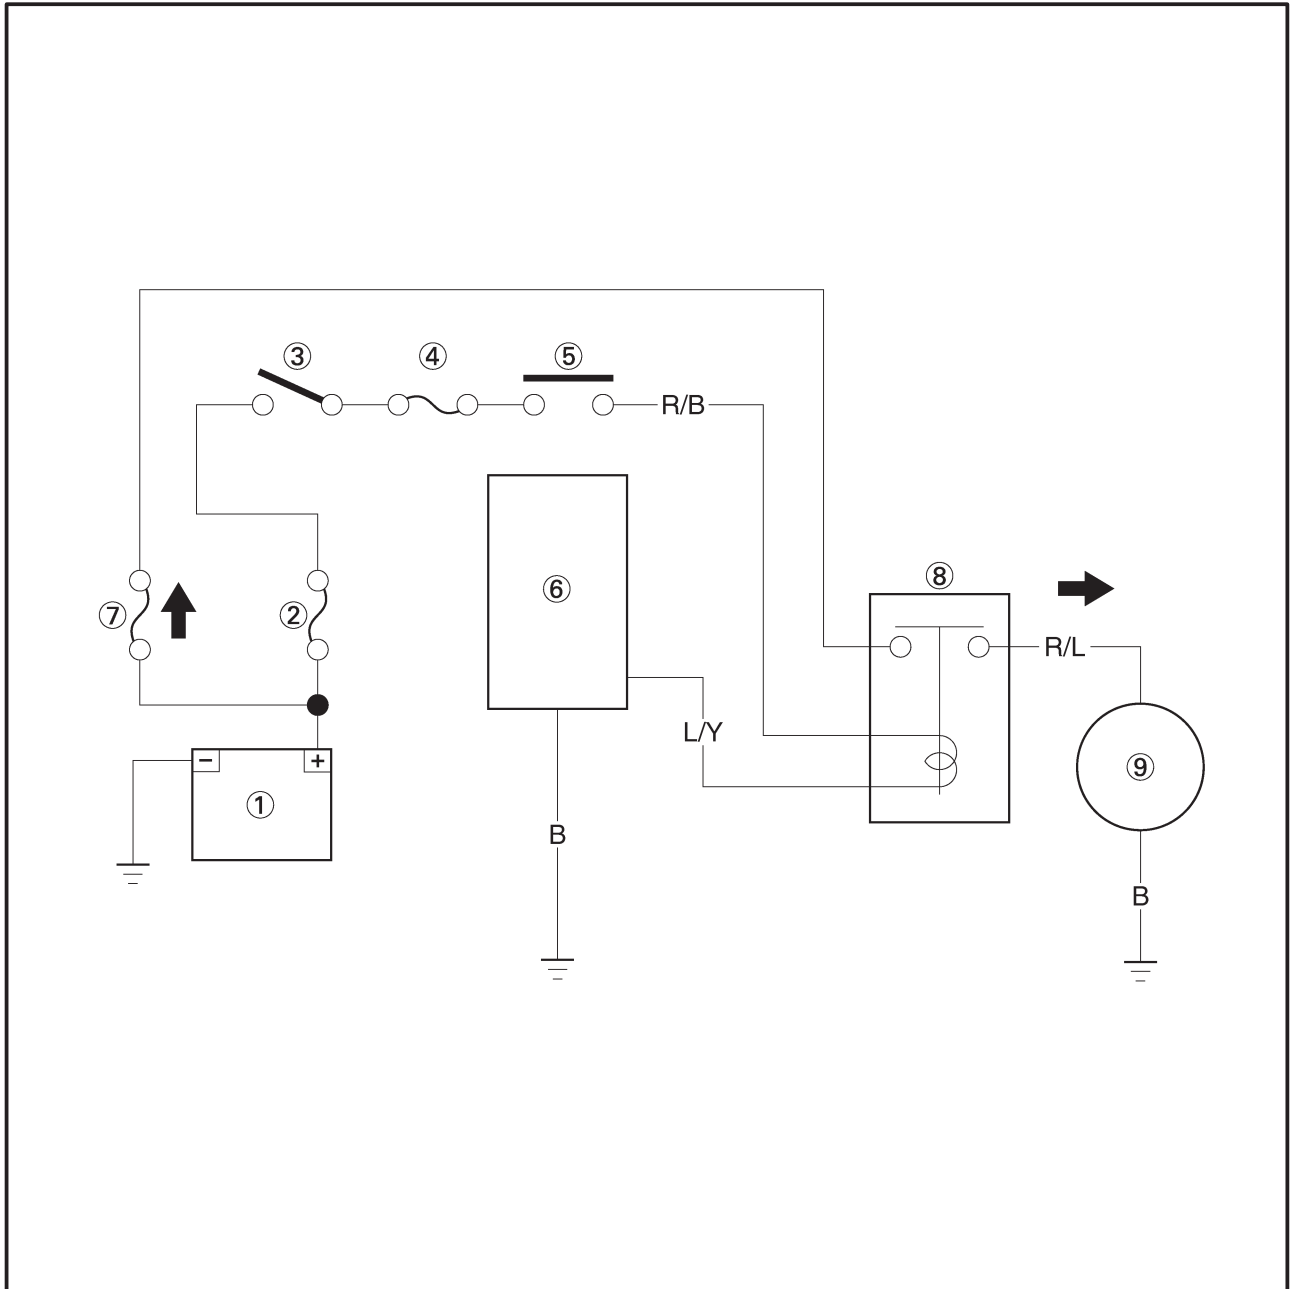 ③ ④ ⑤
R/B
⑥
⑧
⑦ ②
R/L
L/Y
− +
⑨
①
B
B